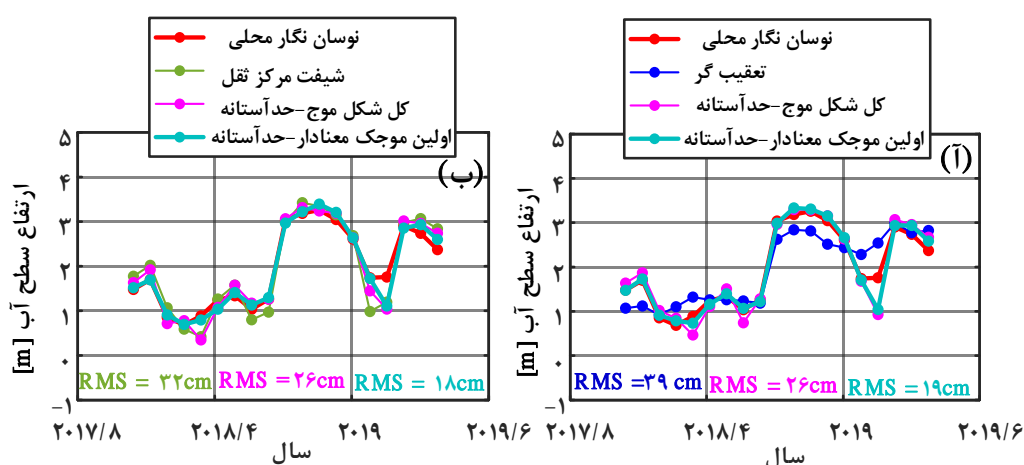 نوسان نگار محلی
تعقیب گر
کل شکل موج-حدآستانه
اولین موجک معنادار-حدآستانه
(آ)
ارتفاع سطح آب [m]
۵
۴
۳
۲
۱
۰
−۱
RMS =۳۹ cm
RMS =۲۶cm
RMS = ۱۹cm
۲۰۱۷/۸
۲۰۱۸/۴
۲۰۱۹
۲۰۱۹/۶
سال
نوسان نگار محلی
شیفت مرکز ثقل
کل شکل موج-حدآستانه
اولین موجک معنادار-حدآستانه
(ب)
ارتفاع سطح آب [m]
۵
۴
۳
۲
۱
۰
−۱
RMS = ۳۲cm
RMS =۲۶cm
RMS = ۱۸cm
۲۰۱۷/۸
۲۰۱۸/۴
۲۰۱۹
۲۰۱۹/۶
سال